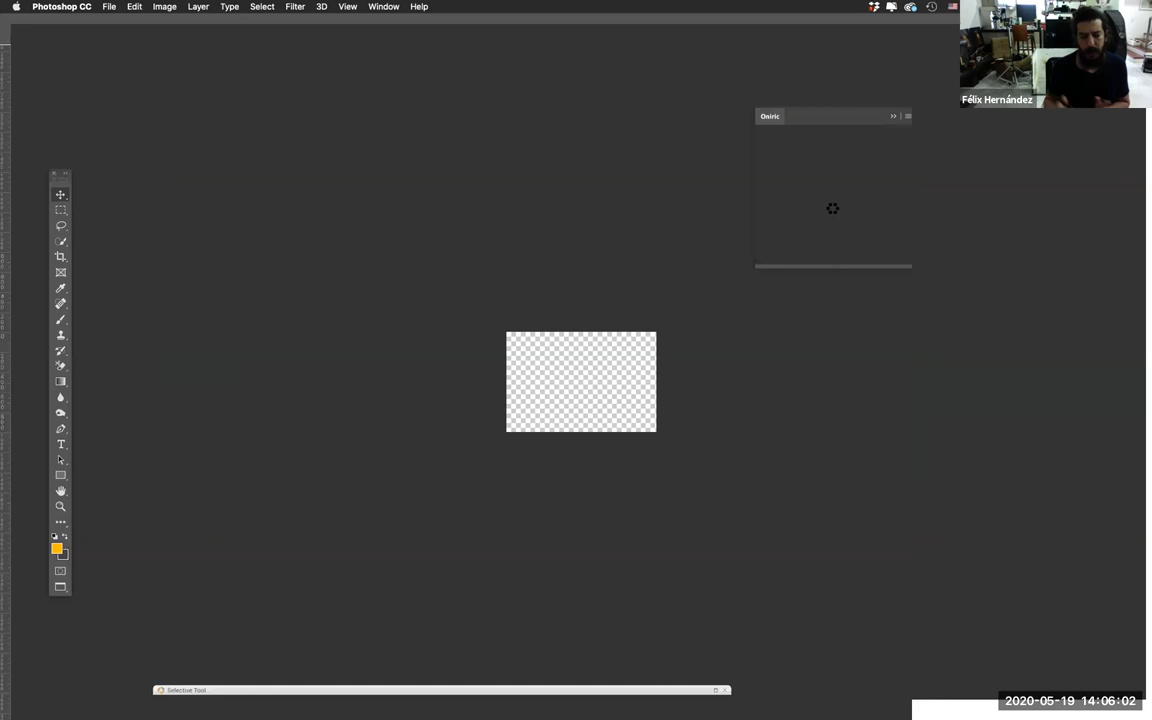 Photoshop CC File Edit Image Layer Type Select Filter 3D View Window Help
Félix Hernández
Oniric
T
Selective Tool
2020-05-19 14:06:02